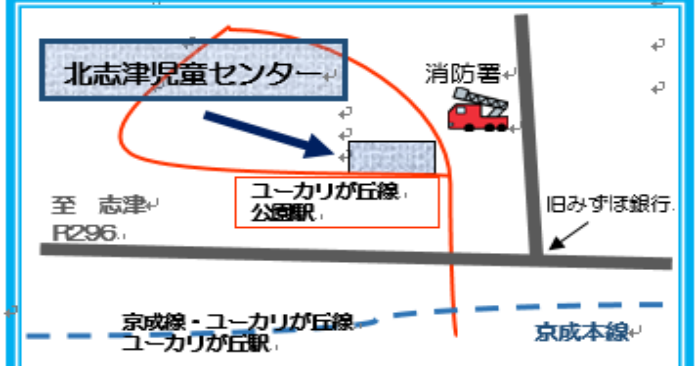 北志津児童センター
消防署
ユーカリが丘線
公園駅
至　志津
R296
旧みずほ銀行
京成線・ユーカリが丘線
ユーカリが丘駅
京成本線